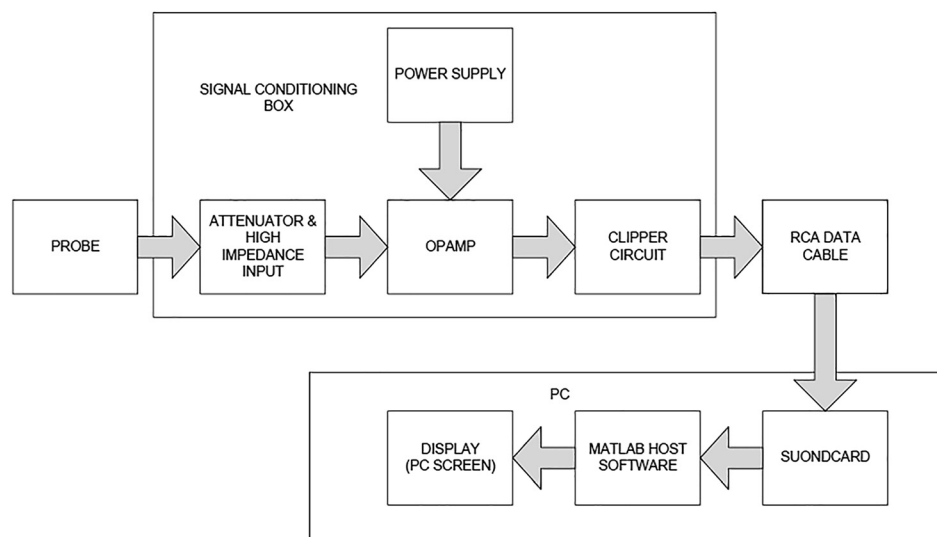 POWER SUPPLY
SIGNAL CONDITIONING
BOX
PROBE
ATTENUATOR &
HIGH
IMPEDANCE
INPUT
OPAMP
CLIPPER
CIRCUIT
RCA DATA
CABLE
PC
DISPLAY
(PC SCREEN)
MATLAB HOST
SOFTWARE
SUONDCARD